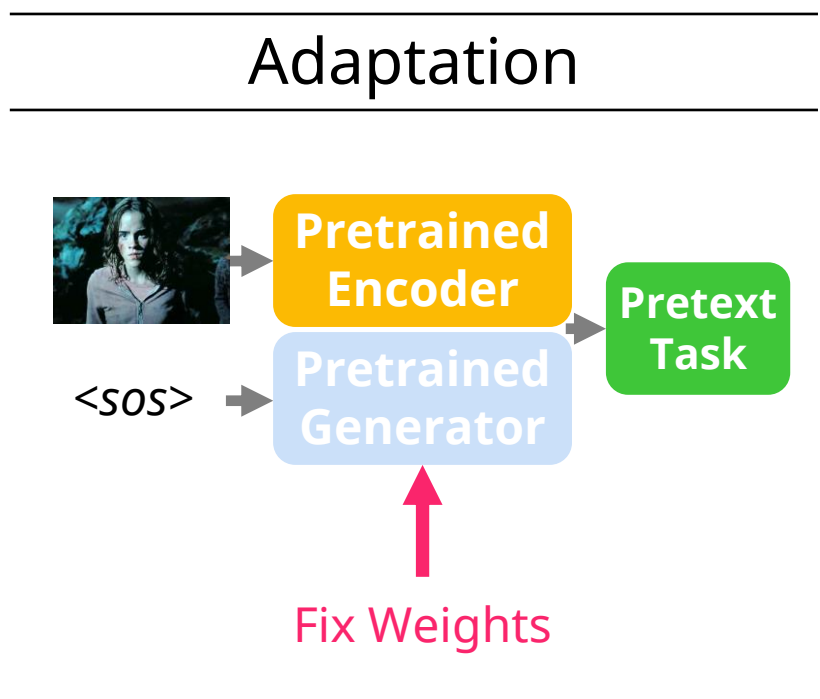 Adaptation
Pretrained
Encoder
Pretext
Task
<sos>
Pretrained
Generator
Fix Weights